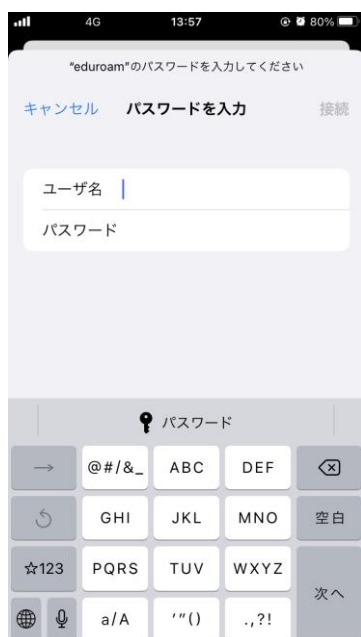 4G 13:57 80%
"eduroam"のパスワードを入力してください
キャンセル パスワードを入力 接続
ユーザ名
パスワード
パスワード
→ @#/&_ ABC DEF
GHI JKL MNO 空白
☆123 PQRS TUV WXYZ
次へ
a/A ′″() .,?!